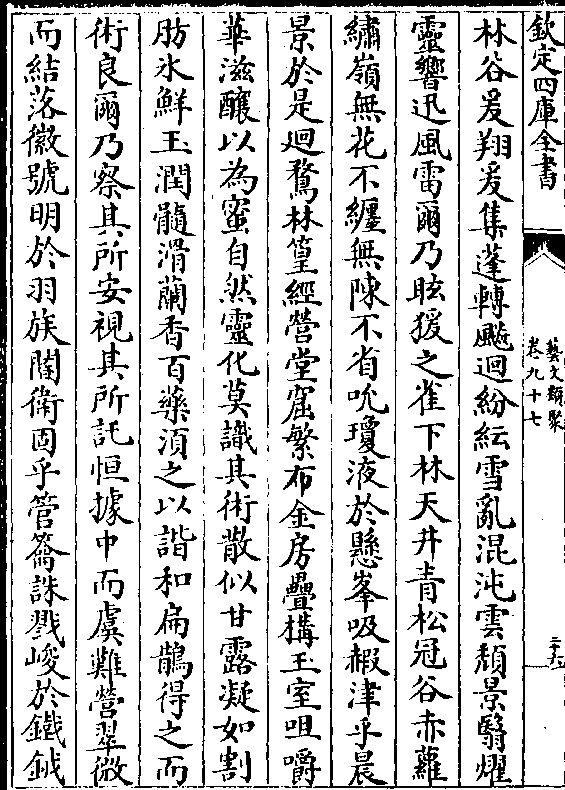 欽定四庫全書
藝文類聚
卷九十七
二十六
林谷爰翔爰集蓬轉飈迴紛紜雪亂混沌雲頽景翳燿
靈響迅風雷爾乃眩猨之雀下林天井青松冠谷赤蘿
繡嶺無花不纏無陳不省吮瓊液於懸峯吸赮津乎晨
景於是迴鶩林篁經營堂窟繁布金房疊構玉室咀嚼
華滋釀以為蜜自然靈化莫識其術散似甘露凝如割
肪氷鮮玉潤髓滑蘭香百藥須之以諧和扁鵲得之而
術良爾乃察其所安視其所託恒據中而虞難營翠微
而結落徽號明於羽族閽衛固乎管籥誅戮峻於鐵鉞